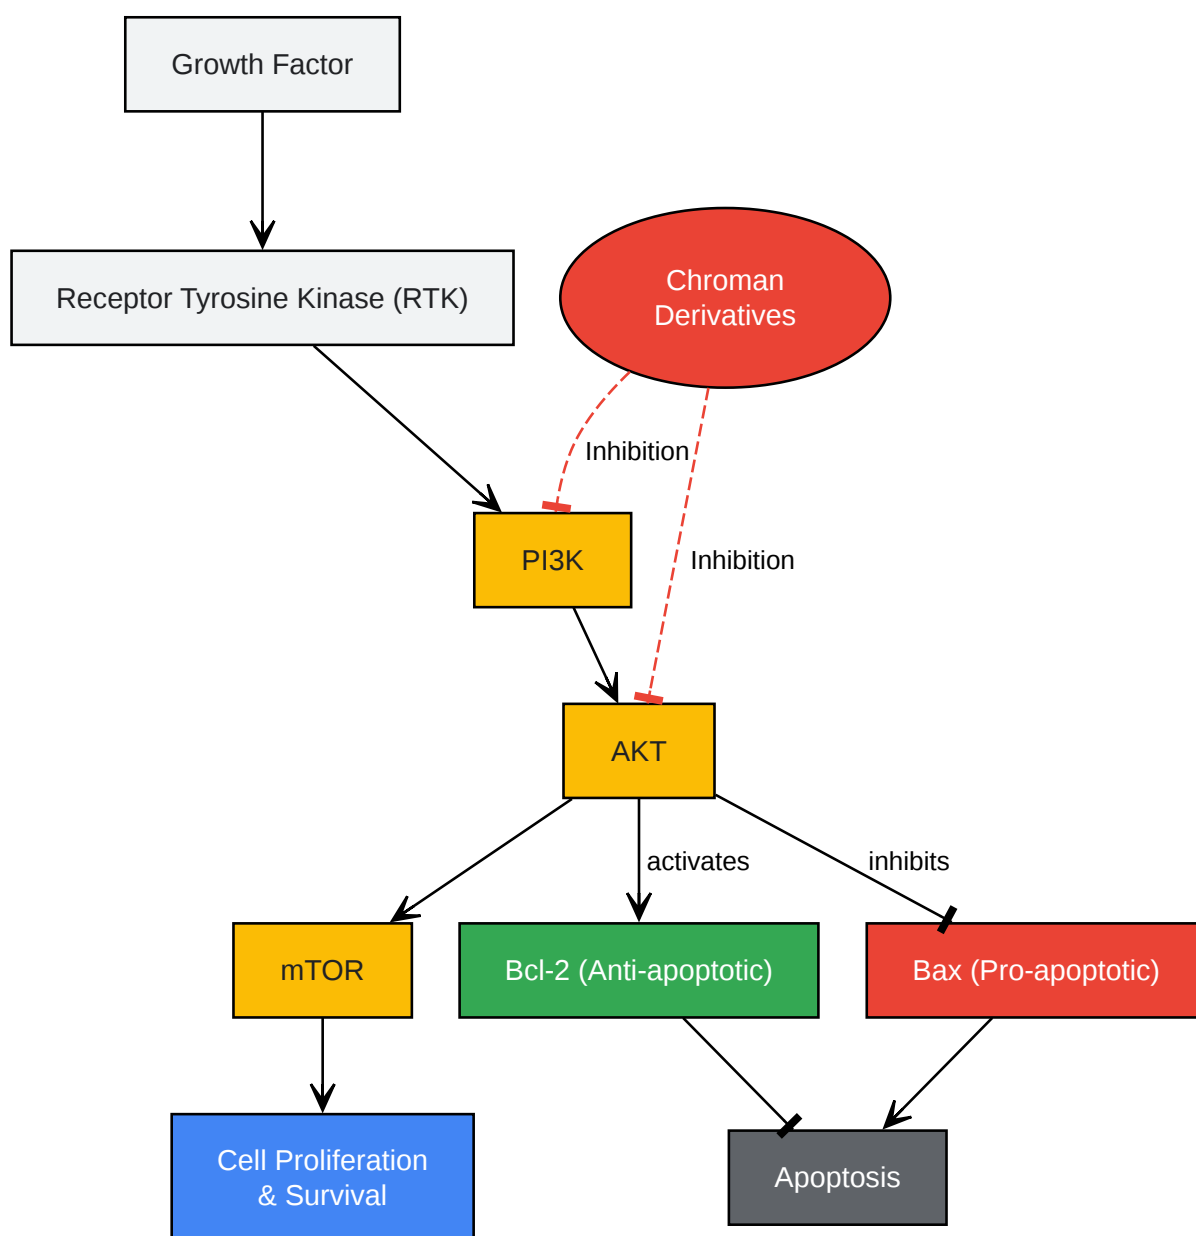 Growth Factor
Receptor Tyrosine Kinase (RTK)
Chroman
Derivatives
Inhibition
PI3K
Inhibition
AKT
activates
inhibits
mTOR
Bcl-2 (Anti-apoptotic)
Bax (Pro-apoptotic)
Cell Proliferation
& Survival
Apoptosis